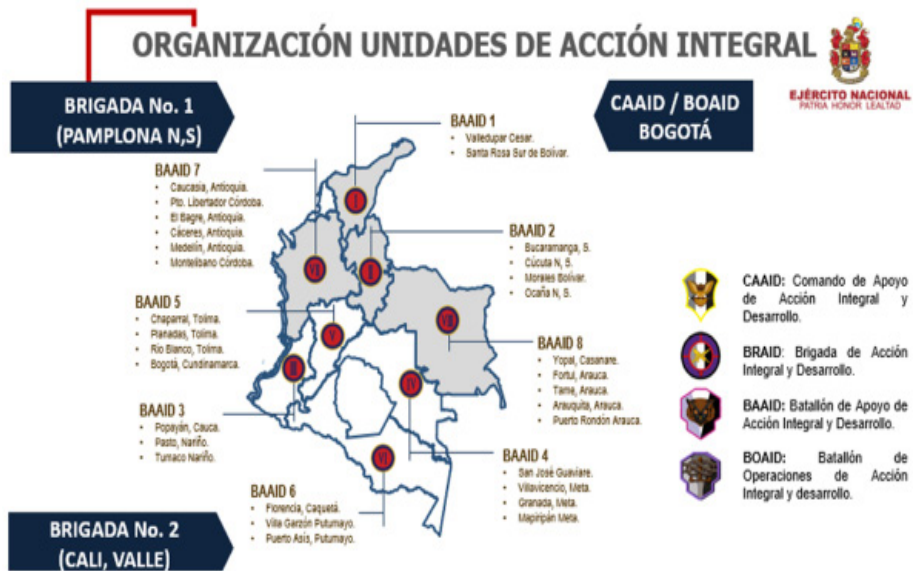 ORGANIZACIÓN UNIDADES DE ACCIÓN INTEGRAL
EJÉRCITO NACIONAL
PATRIA HONOR LEALTAD
BRIGADA No. 1
(PAMPLONA N,S)
CAAID / BOAID
BOGOTÁ
BAAID 1
• Valledupar Cesar.
• Santa Rosa Sur de Bolívar.
BAAID 7
• Caucasia, Antioquia.
• Pto. Libertador Córdoba.
• El Bagre, Antioquia.
• Cáceres, Antioquia.
• Medellín, Antioquia.
• Montelibano Córdoba.
BAAID 2
• Bucaramanga, S.
• Cúcuta N, S.
• Morales Bolívar.
• Ocaña N, S.
BAAID 5
• Chaparral, Tolima.
• Planadas, Tolima.
• Rio Blanco, Tolima.
• Bogotá, Cundinamarca.
BAAID 8
• Yopal, Casanare.
• Fortul, Arauca.
• Tame, Arauca.
• Arauquita, Arauca.
• Puerto Rondón Arauca.
BAAID 3
• Popayán, Cauca.
• Pasto, Nariño.
• Tumaco Nariño.
BAAID 4
• San José Guaviare.
• Villavicencio, Meta.
• Granada, Meta.
• Mapiripán Meta.
BAAID 6
• Florencia, Caquetá.
• Villa Garzón Putumayo.
• Puerto Asís, Putumayo.
BRIGADA No. 2
(CALI, VALLE)
I
VII
II
V
III
IV
VI
CAAID: Comando de Apoyo
de Acción Integral y
Desarrollo.
BRAID: Brigada de Acción
Integral y Desarrollo.
BAAID: Batallón de Apoyo de
Acción Integral y Desarrollo.
BOAID: Batallón de
Operaciones de Acción
Integral y desarrollo.